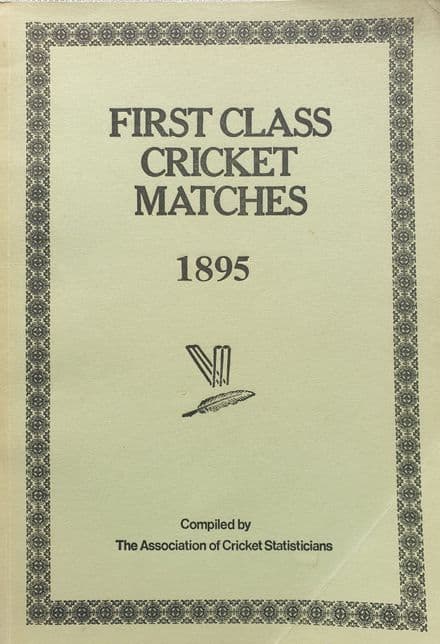 FIRST CLASS
CRICKET
MATCHES
1895
Compiled by
The Association of Cricket Statisticians